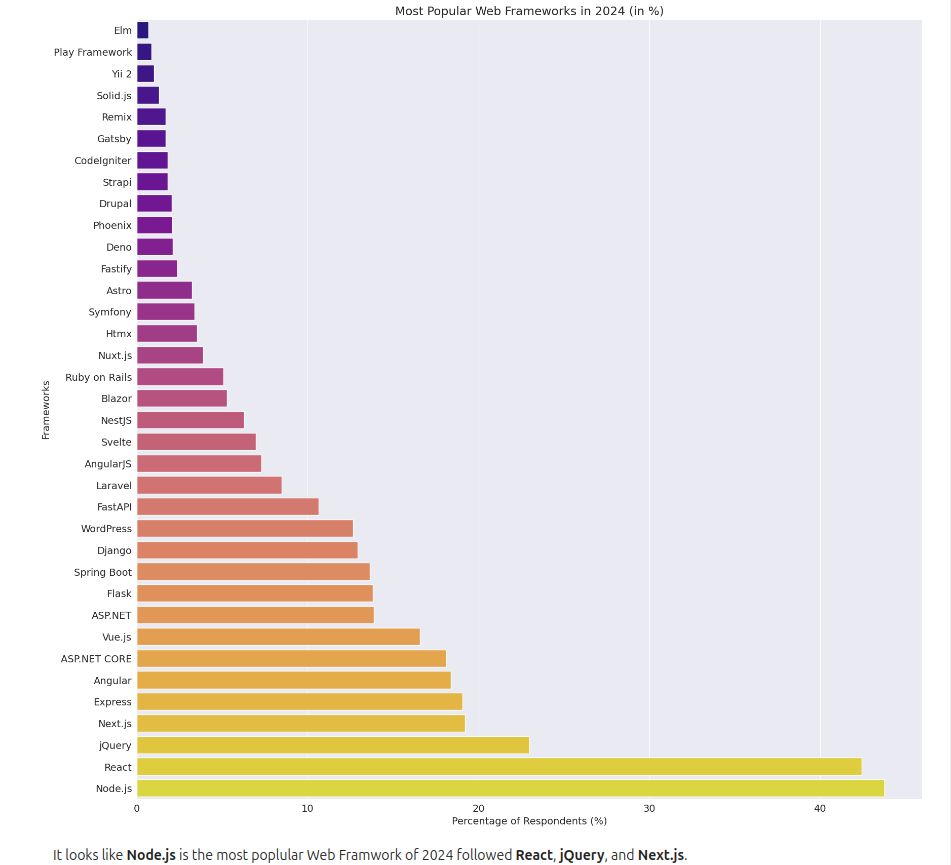 Most Popular Web Frameworks in 2024 (in %)
Elm
Play Framework
Yii 2
Solid.js
Remix
Gatsby
CodeIgniter
Strapi
Drupal
Phoenix
Deno
Fastify
Astro
Symfony
Htmx
Nuxt.js
Ruby on Rails
Blazor
NestJS
Svelte
AngularJS
Laravel
FastAPI
WordPress
Django
Spring Boot
Flask
ASP.NET
Vue.js
ASP.NET CORE
Angular
Express
Next.js
jQuery
React
Node.js
Frameworks
0 10 20 30 40
Percentage of Respondents (%)
It looks like Node.js is the most poplular Web Framwork of 2024 followed React, jQuery, and Next.js.